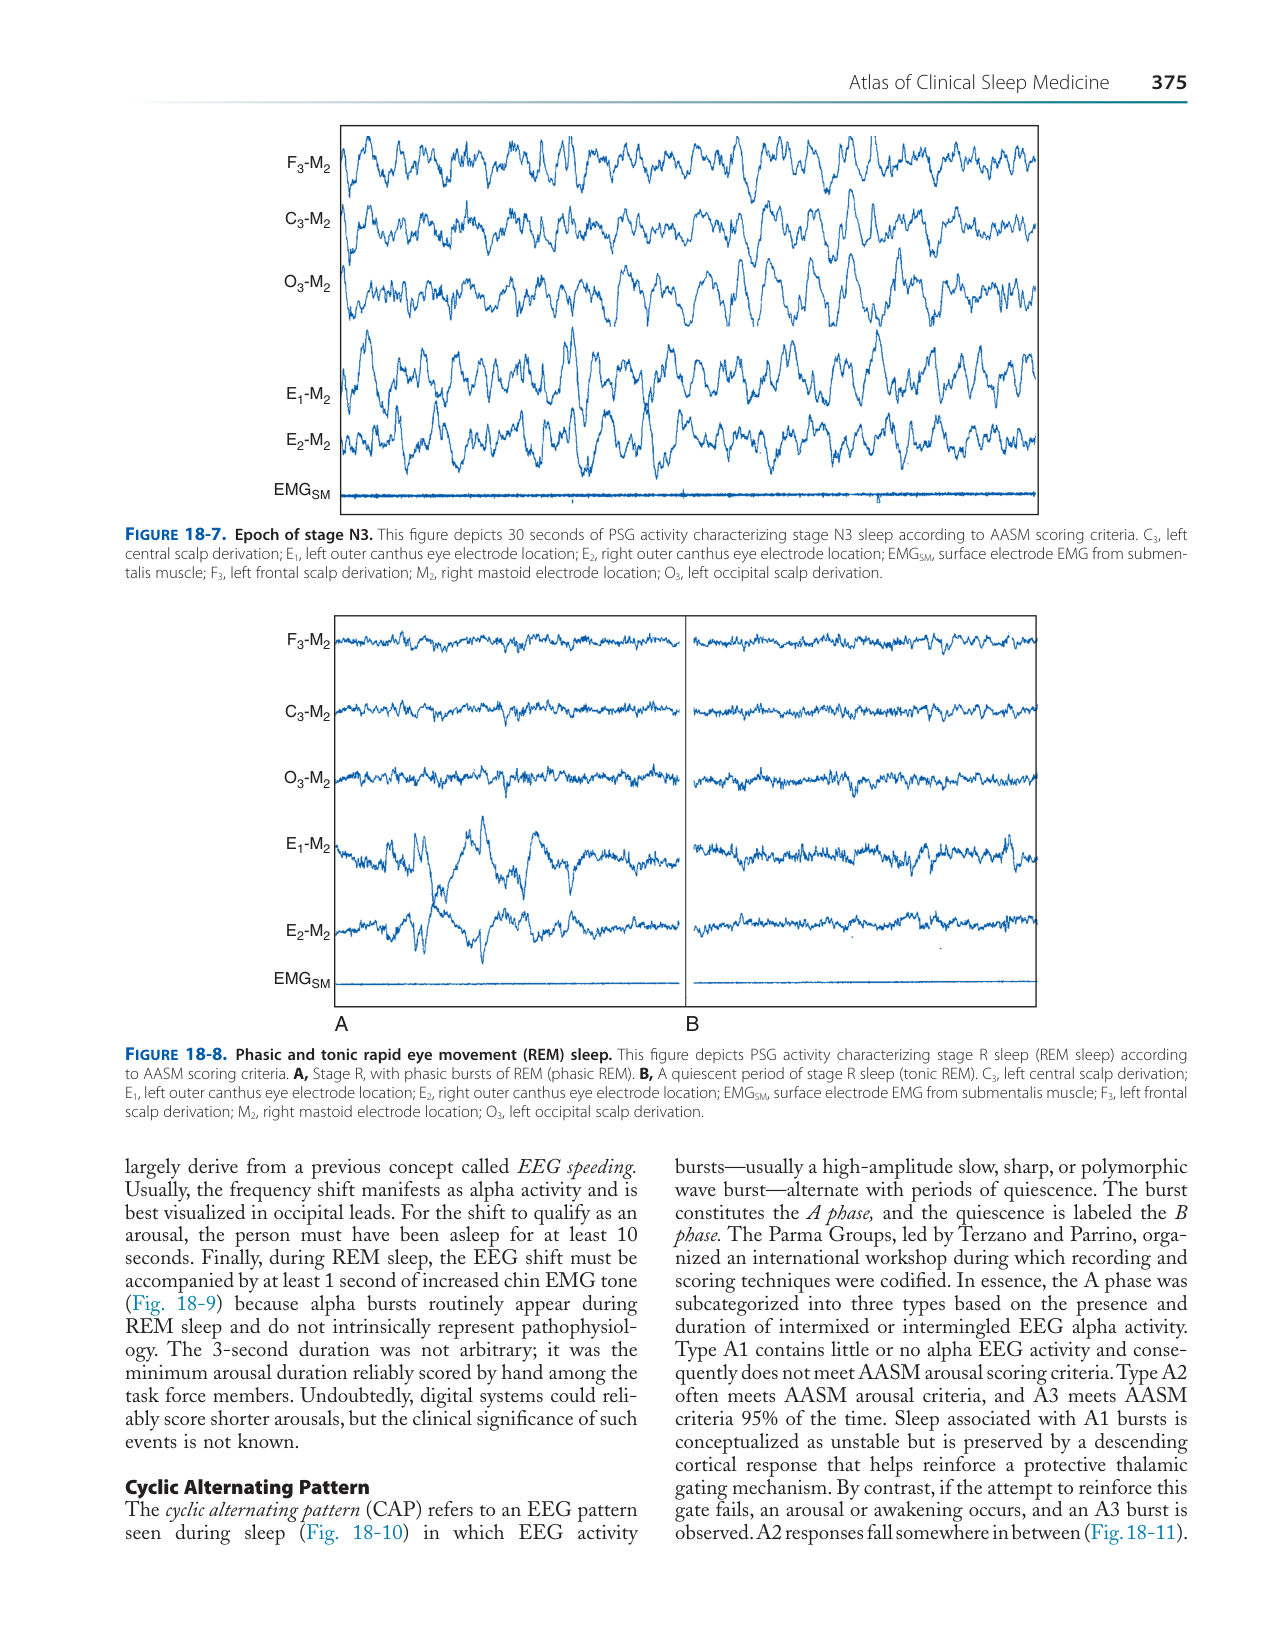 Atlas of Clinical Sleep Medicine 375
F3-M2
C3-M2
O3-M2
E1-M2
E2-M2
EMGSM
FIGURE 18-7. Epoch of stage N3. This figure depicts 30 seconds of PSG activity characterizing stage N3 sleep according to AASM scoring criteria. C3, left
central scalp derivation; E1, left outer canthus eye electrode location; E2, right outer canthus eye electrode location; EMGSM, surface electrode EMG from submen-
talis muscle; F3, left frontal scalp derivation; M2, right mastoid electrode location; O3, left occipital scalp derivation.
F3-M2
C3-M2
O3-M2
E1-M2
E2-M2
EMGSM
A B
FIGURE 18-8. Phasic and tonic rapid eye movement (REM) sleep. This figure depicts PSG activity characterizing stage R sleep (REM sleep) according
to AASM scoring criteria. A, Stage R, with phasic bursts of REM (phasic REM). B, A quiescent period of stage R sleep (tonic REM). C3, left central scalp derivation;
E1, left outer canthus eye electrode location; E2, right outer canthus eye electrode location; EMGSM, surface electrode EMG from submentalis muscle; F3, left frontal
scalp derivation; M2, right mastoid electrode location; O3, left occipital scalp derivation.
largely derive from a previous concept called EEG speeding.
Usually, the frequency shift manifests as alpha activity and is
best visualized in occipital leads. For the shift to qualify as an
arousal, the person must have been asleep for at least 10
seconds. Finally, during REM sleep, the EEG shift must be
accompanied by at least 1 second of increased chin EMG tone
(Fig. 18-9) because alpha bursts routinely appear during
REM sleep and do not intrinsically represent pathophysiol-
ogy. The 3-second duration was not arbitrary; it was the
minimum arousal duration reliably scored by hand among the
task force members. Undoubtedly, digital systems could reli-
ably score shorter arousals, but the clinical significance of such
events is not known.
Cyclic Alternating Pattern
The cyclic alternating pattern (CAP) refers to an EEG pattern
seen during sleep (Fig. 18-10) in which EEG activity
bursts—usually a high-amplitude slow, sharp, or polymorphic
wave burst—alternate with periods of quiescence. The burst
constitutes the A phase, and the quiescence is labeled the B
phase. The Parma Groups, led by Terzano and Parrino, orga-
nized an international workshop during which recording and
scoring techniques were codified. In essence, the A phase was
subcategorized into three types based on the presence and
duration of intermixed or intermingled EEG alpha activity.
Type A1 contains little or no alpha EEG activity and conse-
quently does not meet AASM arousal scoring criteria. Type A2
often meets AASM arousal criteria, and A3 meets AASM
criteria 95% of the time. Sleep associated with A1 bursts is
conceptualized as unstable but is preserved by a descending
cortical response that helps reinforce a protective thalamic
gating mechanism. By contrast, if the attempt to reinforce this
gate fails, an arousal or awakening occurs, and an A3 burst is
observed. A2 responses fall somewhere in between (Fig. 18-11).